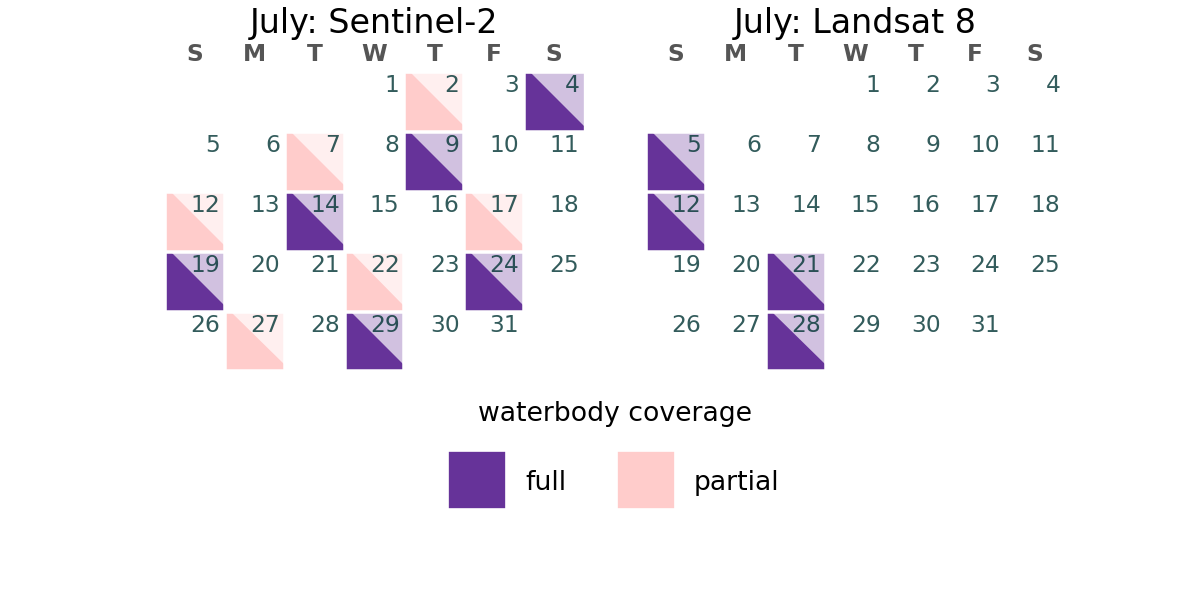 July: Sentinel-2
S M T W T F S
1 2 3 4
5 6 7 8 9 10 11
12 13 14 15 16 17 18
19 20 21 22 23 24 25
26 27 28 29 30 31
July: Landsat 8
S M T W T F S
1 2 3 4
5 6 7 8 9 10 11
12 13 14 15 16 17 18
19 20 21 22 23 24 25
26 27 28 29 30 31
waterbody coverage
full partial